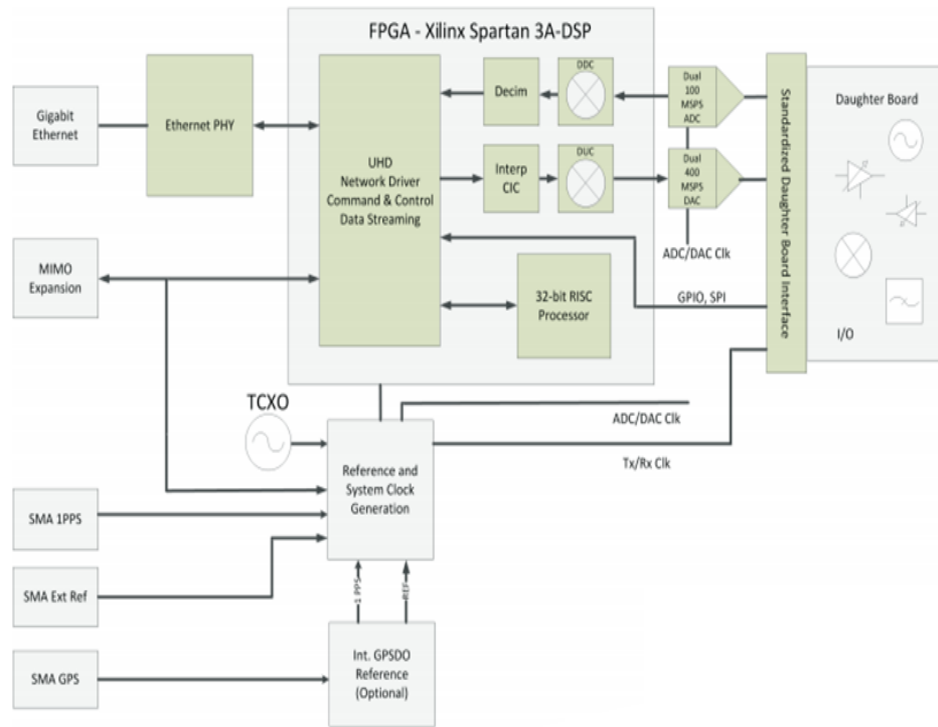 FPGA - Xilinx Spartan 3A-DSP
Gigabit
Ethernet
Ethernet PHY
UHD
Network Driver
Command & Control
Data Streaming
Decim
DDC
Dual
100
MSPS
ADC
Interp
CIC
DUC
Dual
400
MSPS
DAC
ADC/DAC Clk
Standardized Daughter Board Interface
Daughter Board
I/O
MIMO
Expansion
32-bit RISC
Processor
GPIO, SPI
TCXO
ADC/DAC Clk
Tx/Rx Clk
Reference and
System Clock
Generation
SMA 1PPS
SMA Ext Ref
1 PPS
REF
SMA GPS
Int. GPSDO
Reference
(Optional)